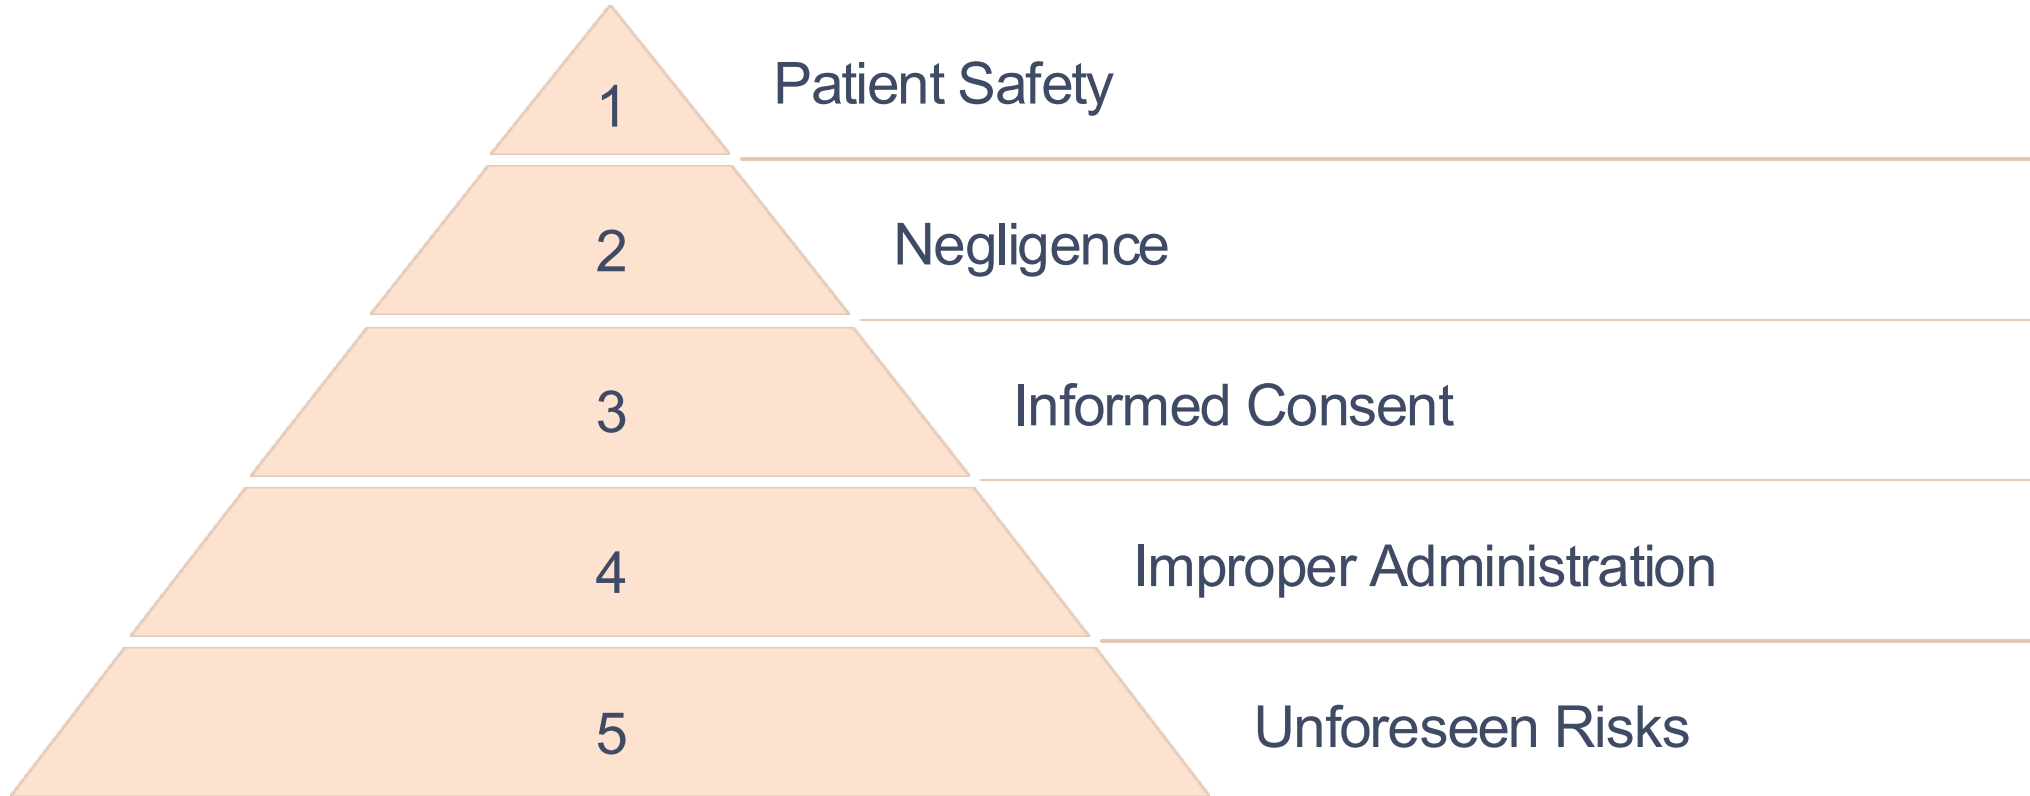 1
Patient Safety
2
Negligence
3
Informed Consent
4
Improper Administration
5
Unforeseen Risks